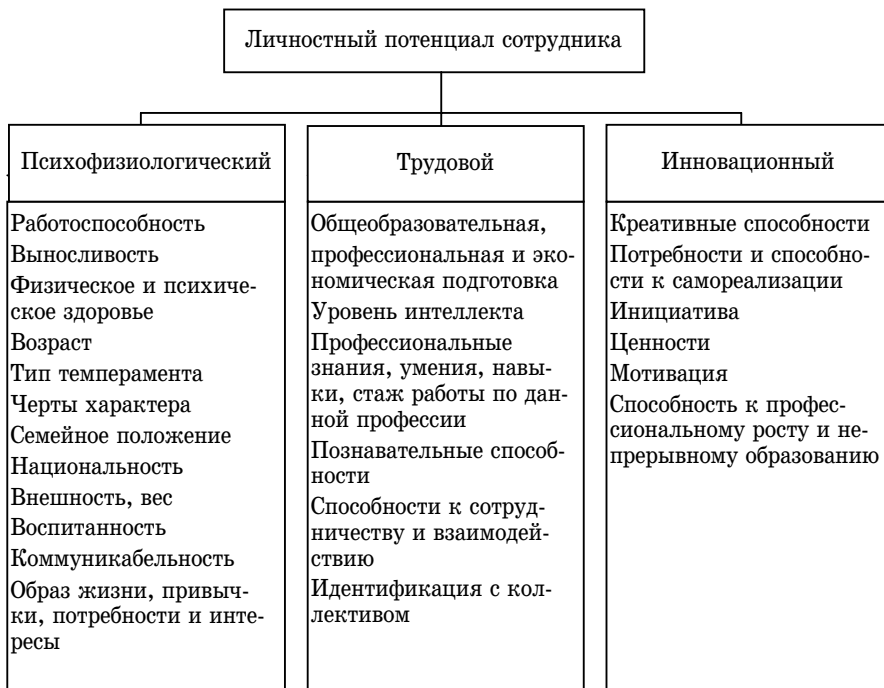 Личностный потенциал сотрудника
Психофизиологический
Работоспособность
Выносливость
Физическое и психиче-
ское здоровье
Возраст
Тип темперамента
Черты характера
Семейное положение
Национальность
Внешность, вес
Воспитанность
Коммуникабельность
Образ жизни, привыч-
ки, потребности и инте-
ресы
Трудовой
Общеобразовательная,
профессиональная и эко-
номическая подготовка
Уровень интеллекта
Профессиональные
знания, умения, навы-
ки, стаж работы по дан-
ной профессии
Познавательные способ-
ности
Способности к сотруд-
ничеству и взаимодей-
ствию
Идентификация с кол-
лективом
Инновационный
Креативные способности
Потребности и способно-
сти к самореализации
Инициатива
Ценности
Мотивация
Способность к профес-
сиональному росту и не-
прерывному образованию